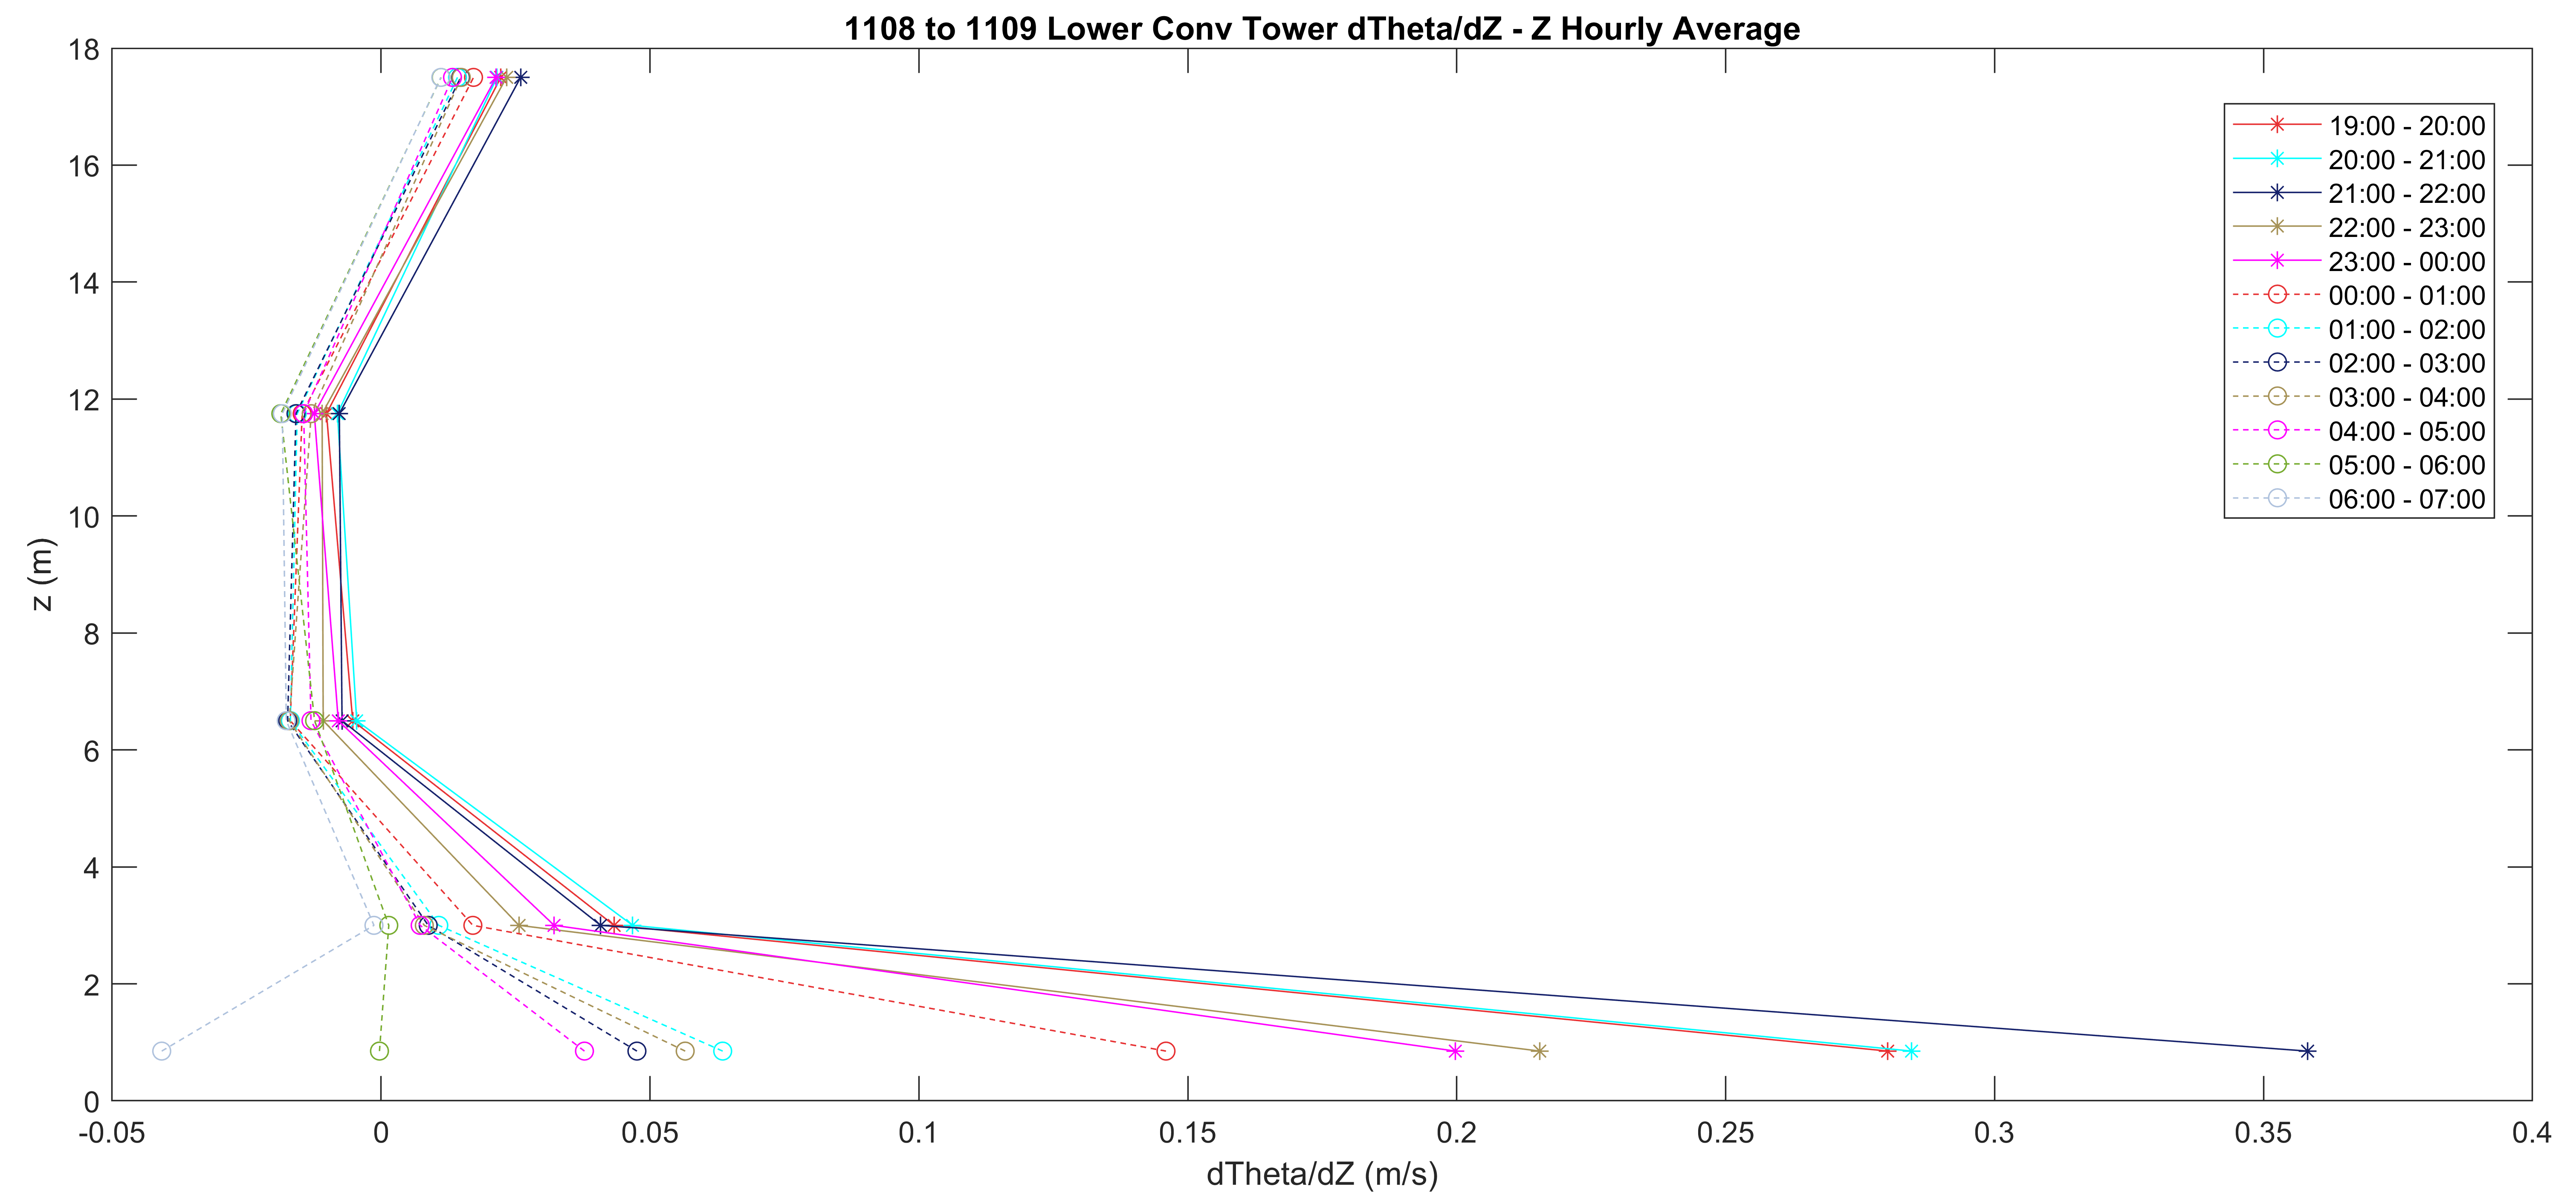 1108 to 1109 Lower Conv Tower dTheta/dZ - Z Hourly Average
18
16
14
12
10
8
6
4
2
0
z (m)
-0.05
0
0.05
0.1
0.15
0.2
0.25
0.3
0.35
0.4
dTheta/dZ (m/s)
19:00 - 20:00
20:00 - 21:00
21:00 - 22:00
22:00 - 23:00
23:00 - 00:00
00:00 - 01:00
01:00 - 02:00
02:00 - 03:00
03:00 - 04:00
04:00 - 05:00
05:00 - 06:00
06:00 - 07:00